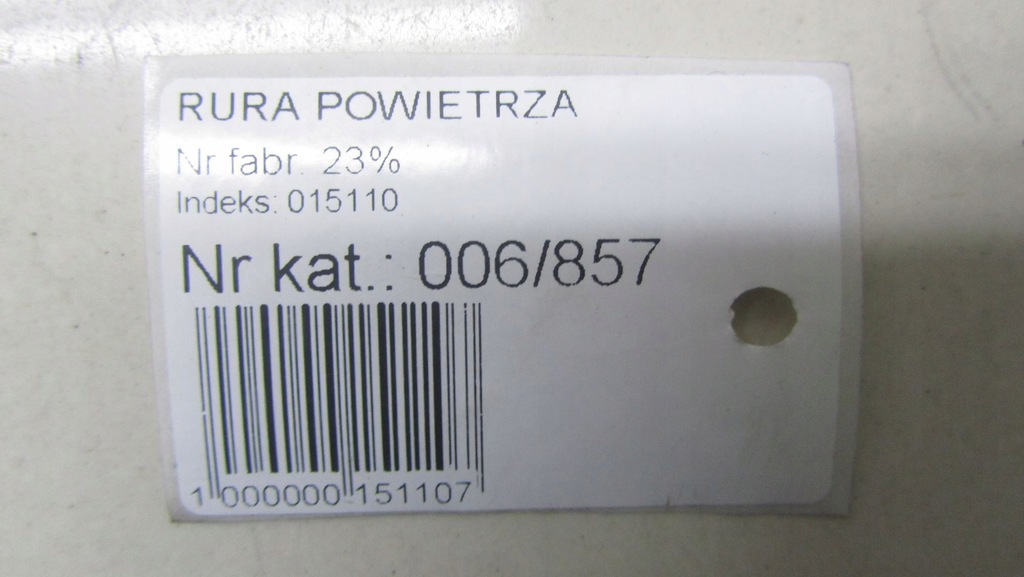 RURA POWIETRZA
Nr fabr. 23%
Indeks: 015110
Nr kat.: 006/857
1 000000 151107